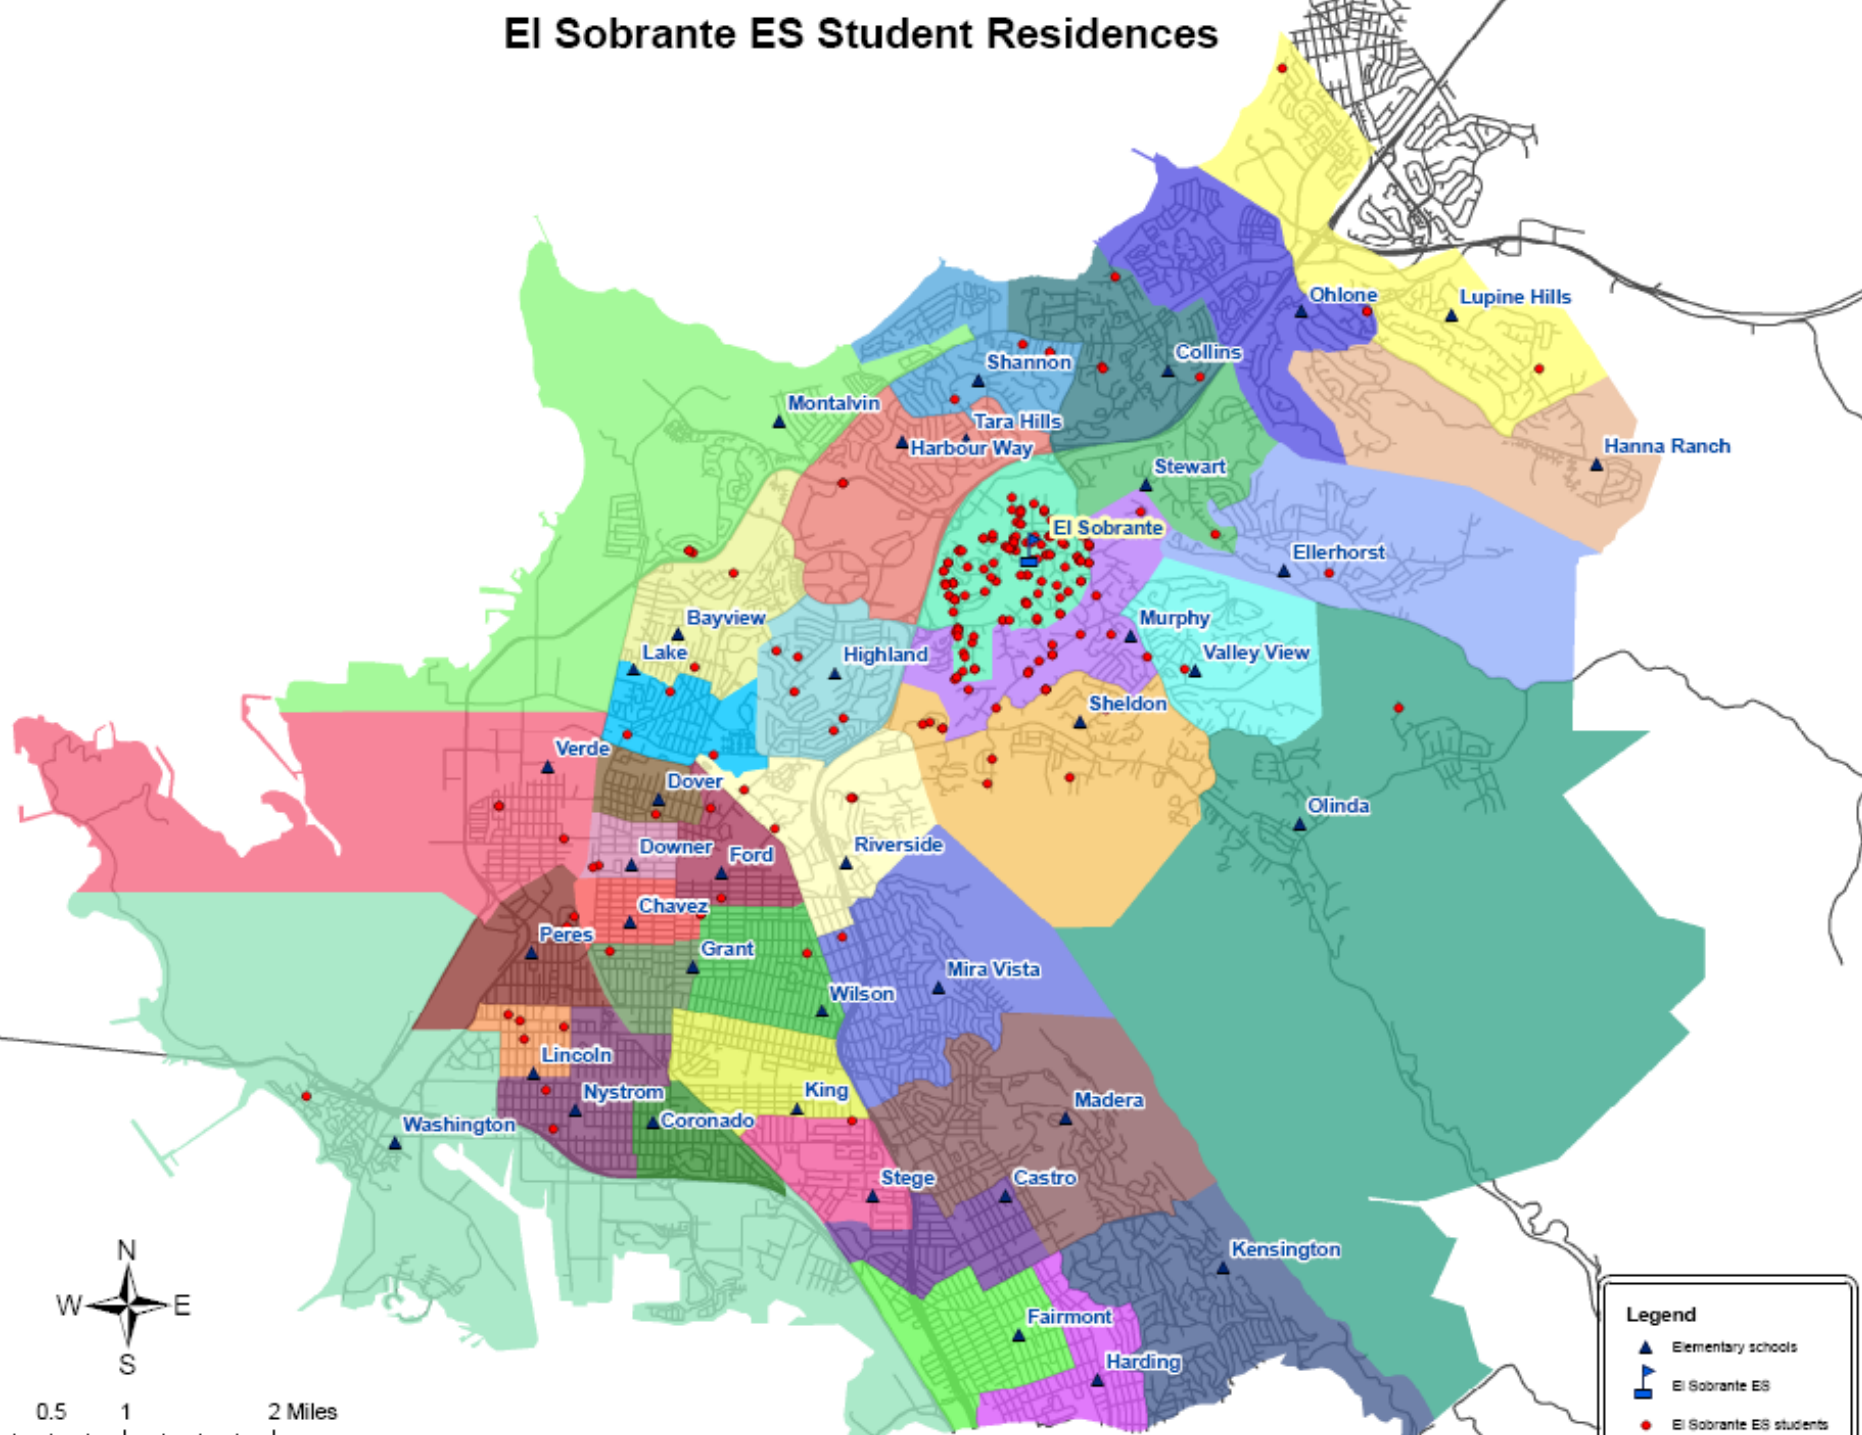 El Sobrante ES Student Residences
Ohlone
Lupine Hills
Collins
Shannon
Montalvin
Tara Hills
Harbour Way
Hanna Ranch
Stewart
El Sobrante
Ellerhorst
Bayview
Murphy
Lake
Highland
Valley View
Sheldon
Verde
Dover
Olinda
Downer
Ford
Riverside
Chavez
Peres
Grant
Mira Vista
Wilson
Lincoln
Nystrom
King
Madera
Washington
Coronado
Stege
Castro
Kensington
N
W E
S
Fairmont
Harding
Legend
Elementary schools
El Sobrante ES
El Sobrante ES students
0.5 1 2 Miles